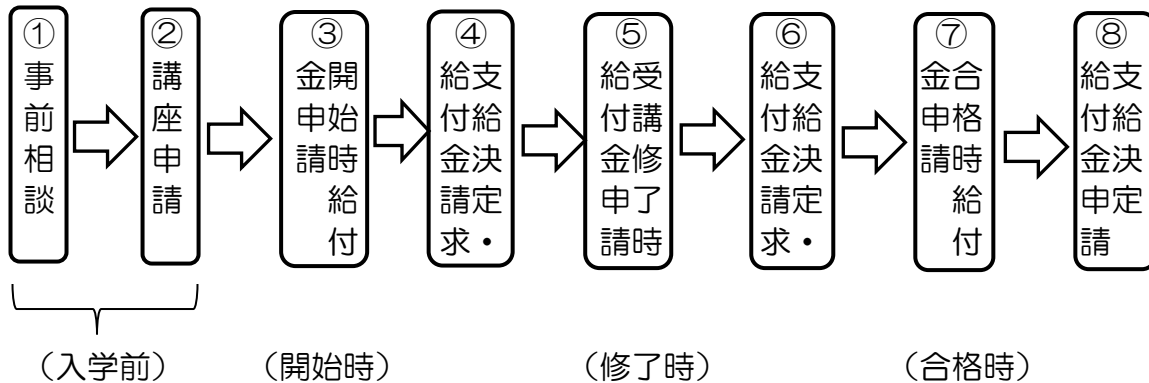 ①
事前相談
②
講座申請
③
開始時給付
金申請
④
支給決定・
給付金請求
⑤
受講修了時
給付金申請
⑥
支給決定・
給付金請求
⑦
合格時給付
金申請
⑧
支給決定
給付金申請
（入学前）
（開始時）
（修了時）
（合格時）